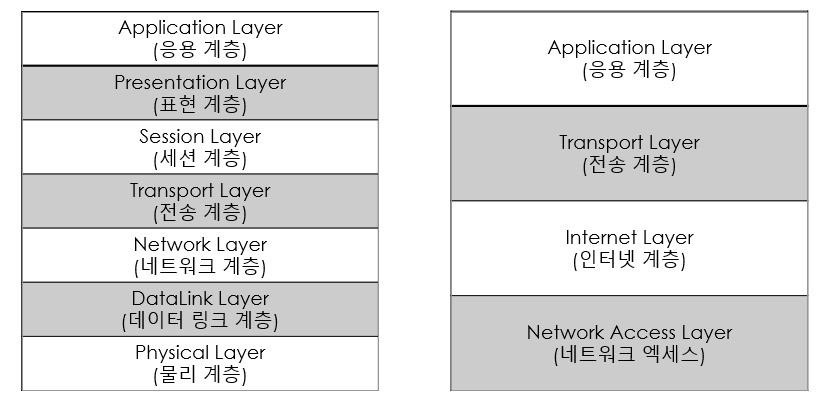 Application Layer
(응용 계층)
Presentation Layer
(표현 계층)
Session Layer
(세션 계층)
Transport Layer
(전송 계층)
Network Layer
(네트워크 계층)
DataLink Layer
(데이터 링크 계층)
Physical Layer
(물리 계층)
Application Layer
(응용 계층)
Transport Layer
(전송 계층)
Internet Layer
(인터넷 계층)
Network Access Layer
(네트워크 엑세스)